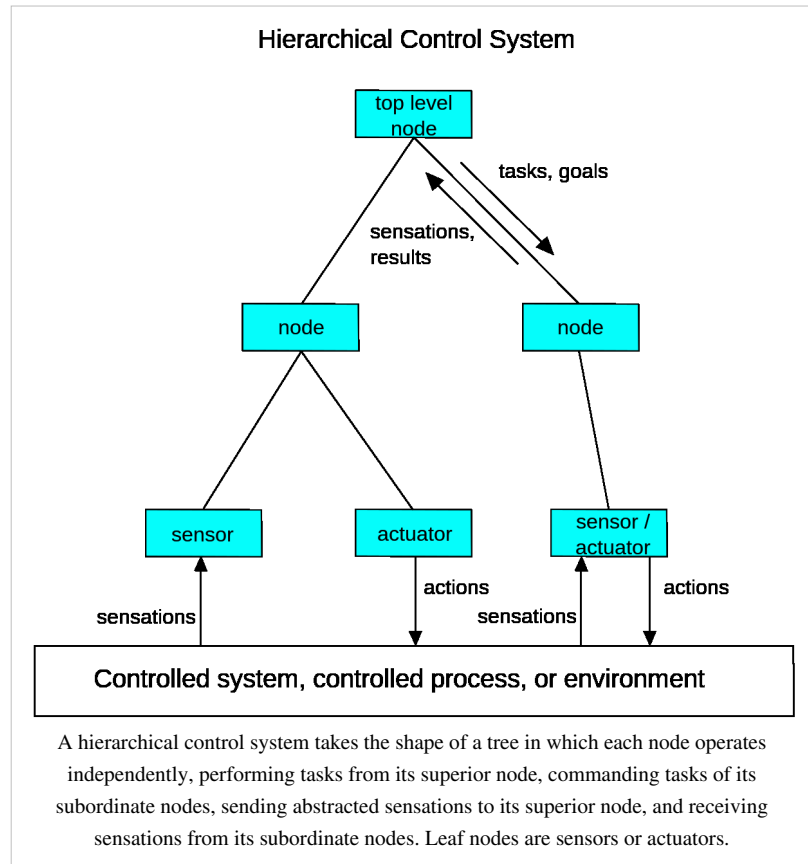 Hierarchical Control System
top level
node
tasks, goals
sensations,
results
node
node
sensor
actuator
sensor /
actuator
sensations
actions
sensations
actions
Controlled system, controlled process, or environment
A hierarchical control system takes the shape of a tree in which each node operates
independently, performing tasks from its superior node, commanding tasks of its
subordinate nodes, sending abstracted sensations to its superior node, and receiving
sensations from its subordinate nodes. Leaf nodes are sensors or actuators.